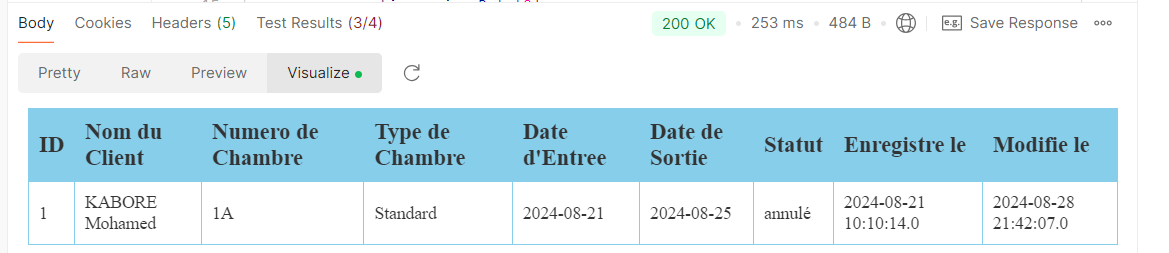 Body Cookies Headers (5) Test Results (3/4) 200 OK 253 ms 484 B e.g. Save Response
Pretty Raw Preview Visualize
ID Nom du Client Numero de Chambre Type de Chambre Date d'Entree Date de Sortie Statut Enregistre le Modifie le
1 KABORE Mohamed 1A Standard 2024-08-21 2024-08-25 annulé 2024-08-21 10:10:14.0 2024-08-28 21:42:07.0